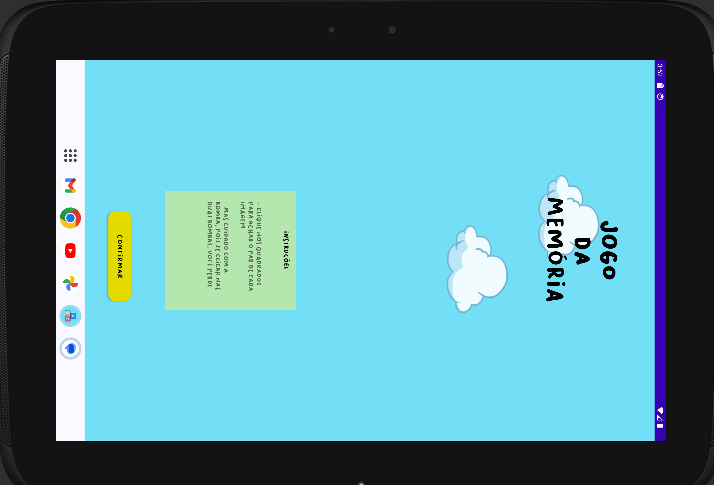 3:52
JOGO
DA
MEMÓRIA
INSTRUÇÕES
- CLIQUE NOS QUADRADOS
PARA ACHAR O PAR DE CADA
IMAGEM
MAS CUIDADO COM A
BOMBA, POIS SE CLICAR NAS
DUAS BOMBAS, VOCÊ PERDE
CONFIRMAR